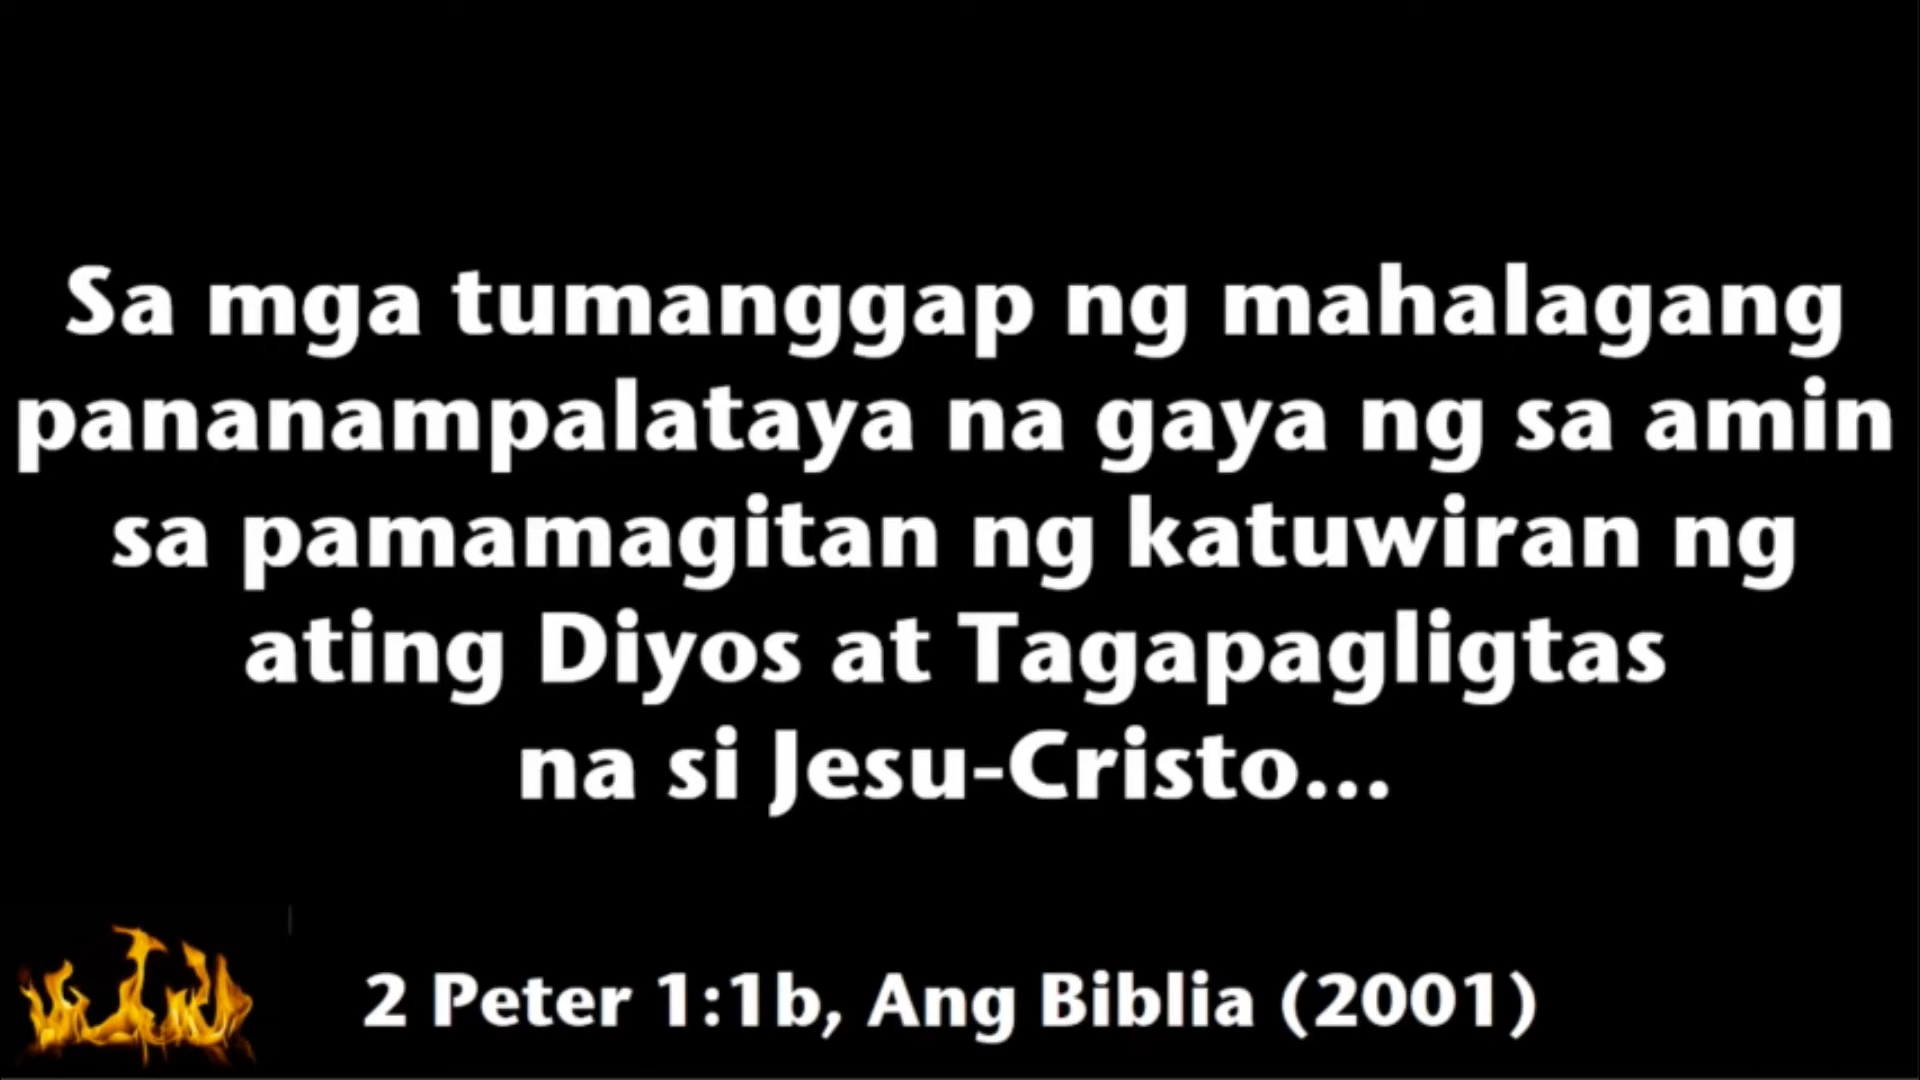 Sa mga tumanggap ng mahalagang
pananampalataya na gaya ng sa amin
sa pamamagitan ng katuwiran ng
ating Diyos at Tagapagligtas
na si Jesu-Cristo...
2 Peter 1:1b, Ang Biblia (2001)